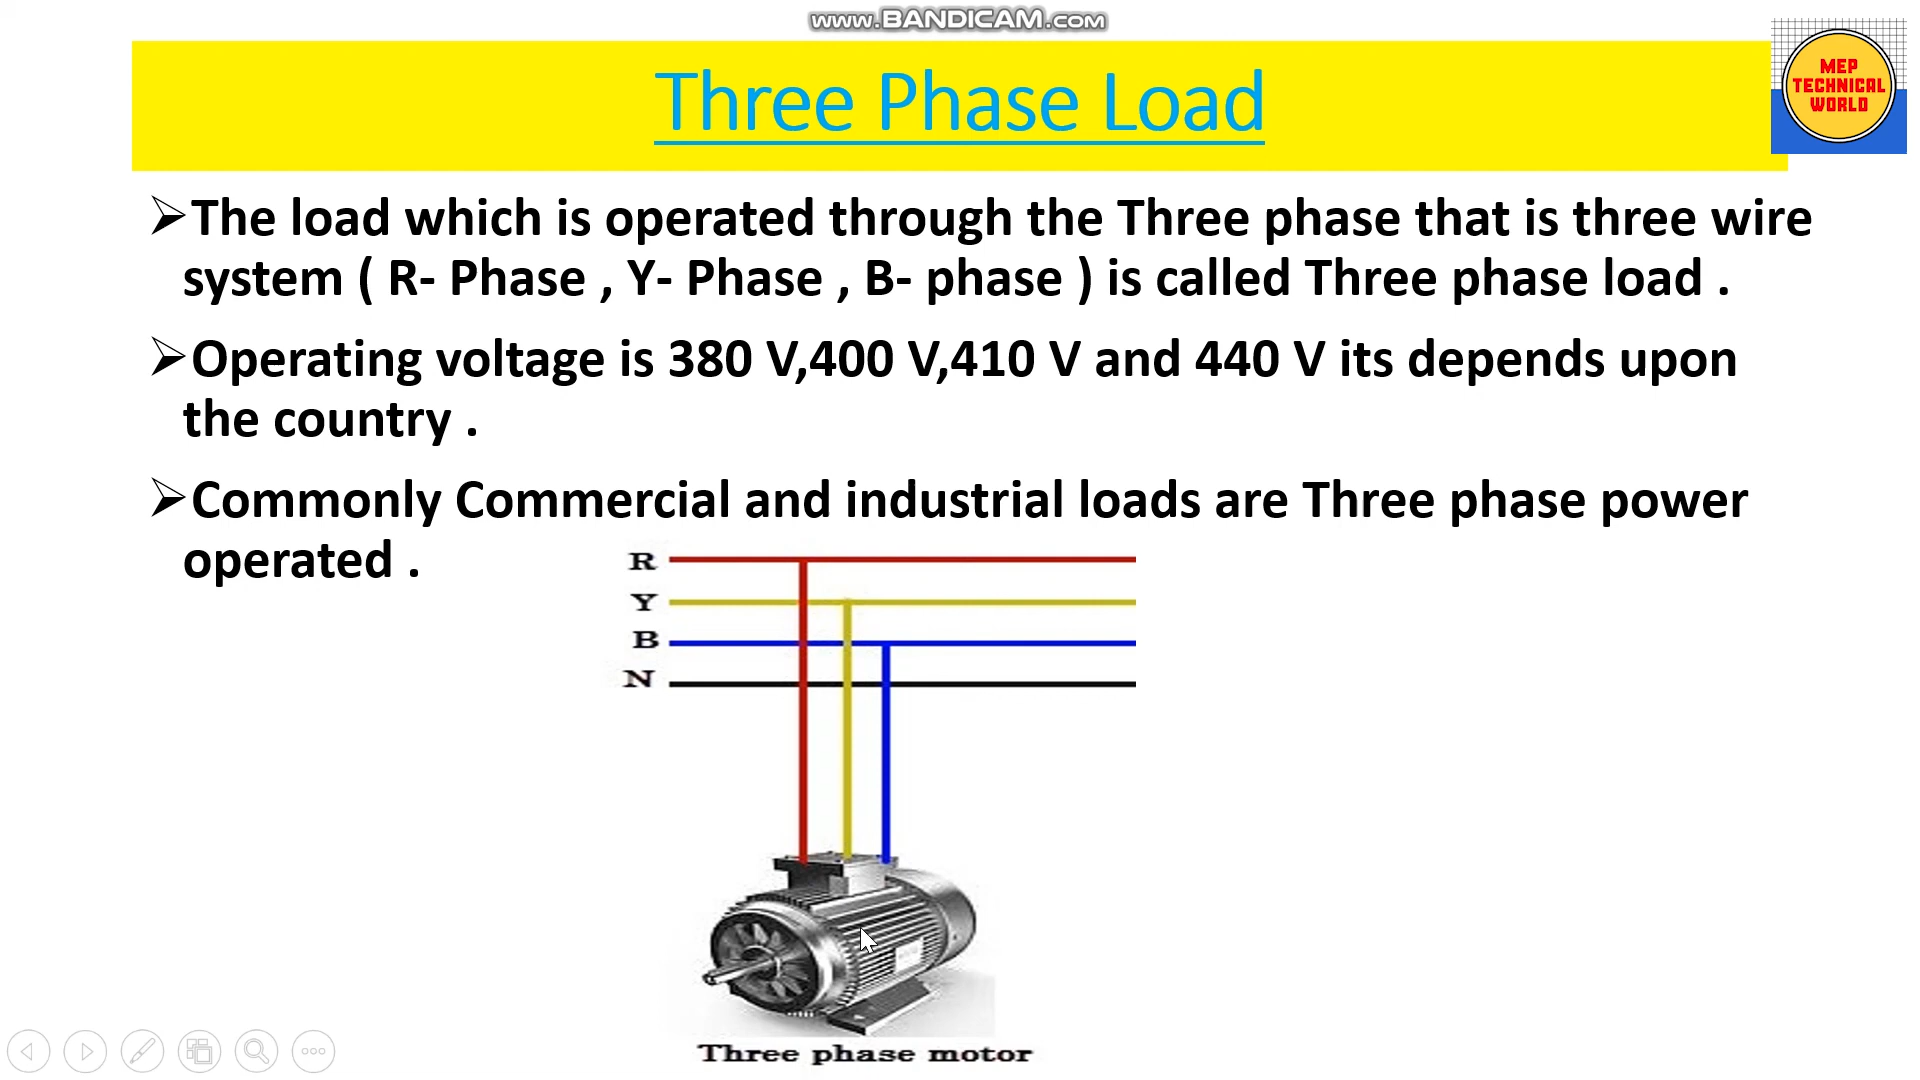 www.BANDICAM.com
Three Phase Load
MEP
TECHNICAL
WORLD
➢The load which is operated through the Three phase that is three wire
system ( R- Phase , Y- Phase , B- phase ) is called Three phase load .
➢Operating voltage is 380 V,400 V,410 V and 440 V its depends upon
the country .
➢Commonly Commercial and industrial loads are Three phase power
operated .
R
Y
B
N
Three phase motor